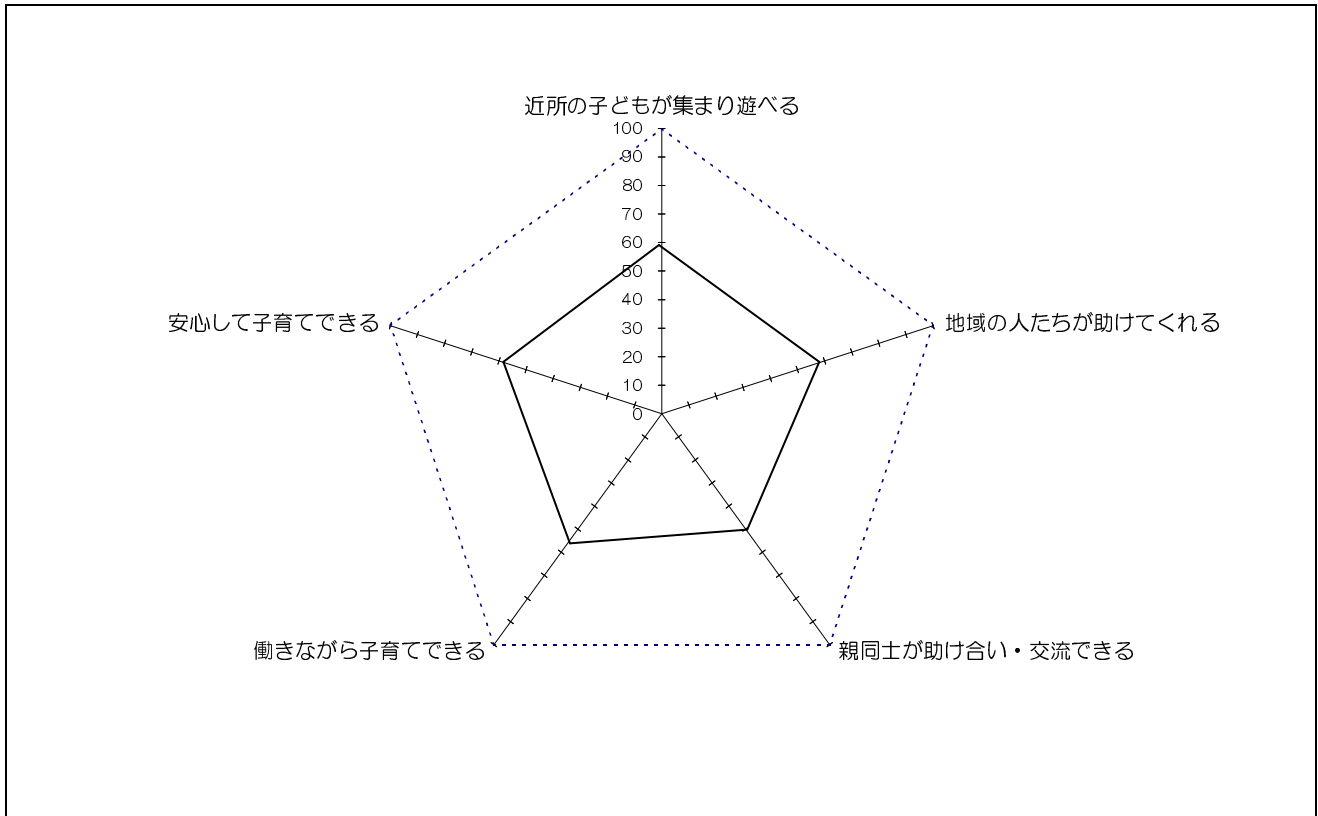 近所の子どもが集まり遊べる
100
90
80
70
60
50
40
30
20
10
0
安心して子育てできる
地域の人たちが助けてくれる
働きながら子育てできる
親同士が助け合い・交流できる